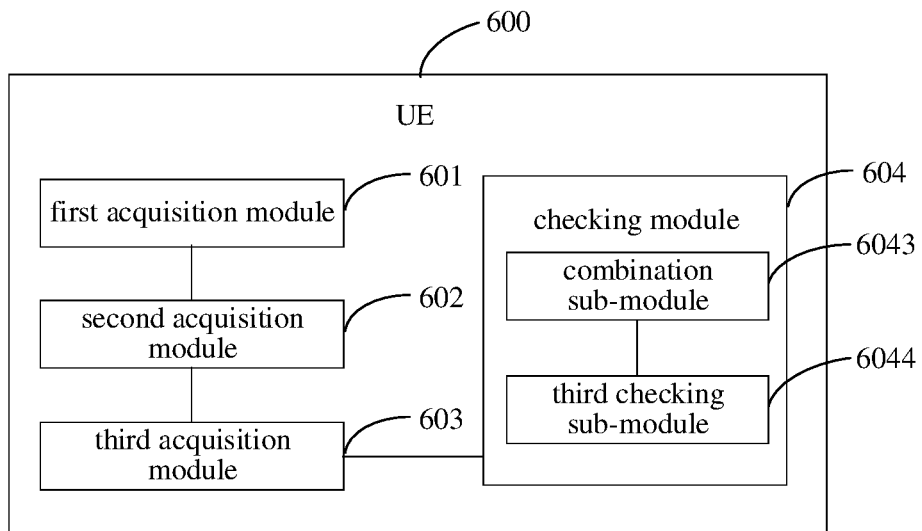 600
UE
601
first acquisition module
602
second acquisition
module
603
third acquisition
module
604
checking module
6043
combination
sub-module
6044
third checking
sub-module